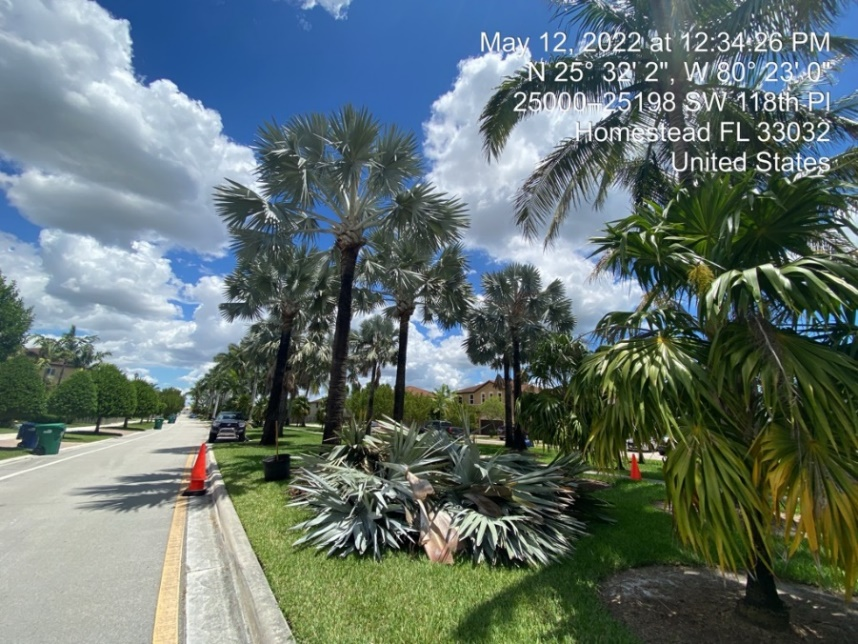 May 12, 2022 at 12:34:26 PM
N 25° 32' 2", W 80° 23' 0"
25000–25198 SW 118th Pl
Homestead FL 33032
United States